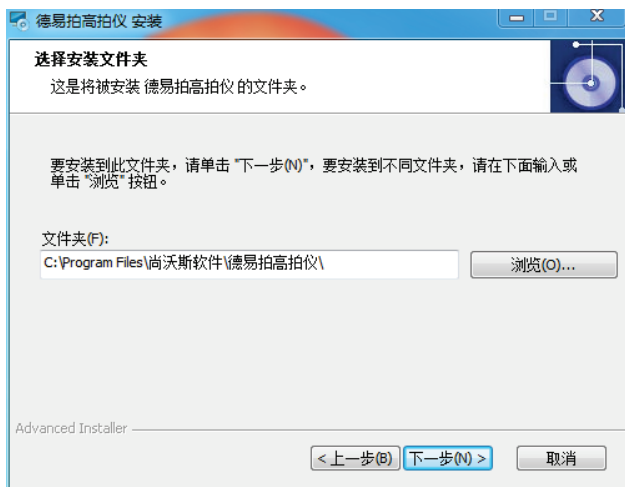 德易拍高拍仪 安装
选择安装文件夹
这是将被安装 德易拍高拍仪 的文件夹。
要安装到此文件夹，请单击 "下一步(N)"，要安装到不同文件夹，请在下面输入或
单击 "浏览" 按钮。
文件夹(F):
C:\Program Files\尚沃斯软件\德易拍高拍仪\
浏览(O)...
Advanced Installer
< 上一步(B) 下一步(N) > 取消